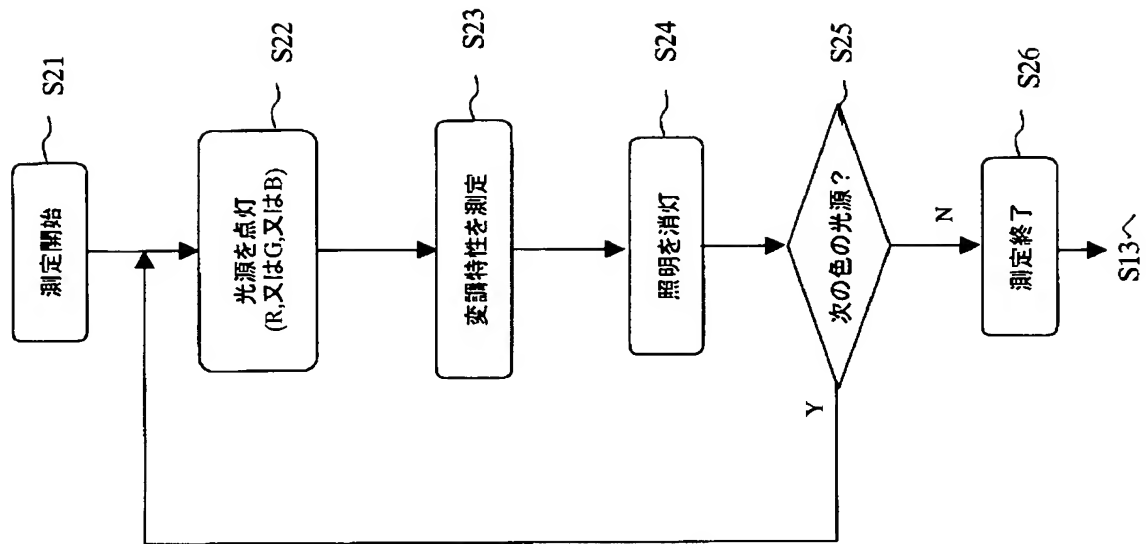 測定開始
S21
光源を点灯
(R,又はG,又はB)
S22
変調特性を測定
S23
照明を消灯
S24
次の色の光源？
S25
Y
N
測定終了
S26
S13へ